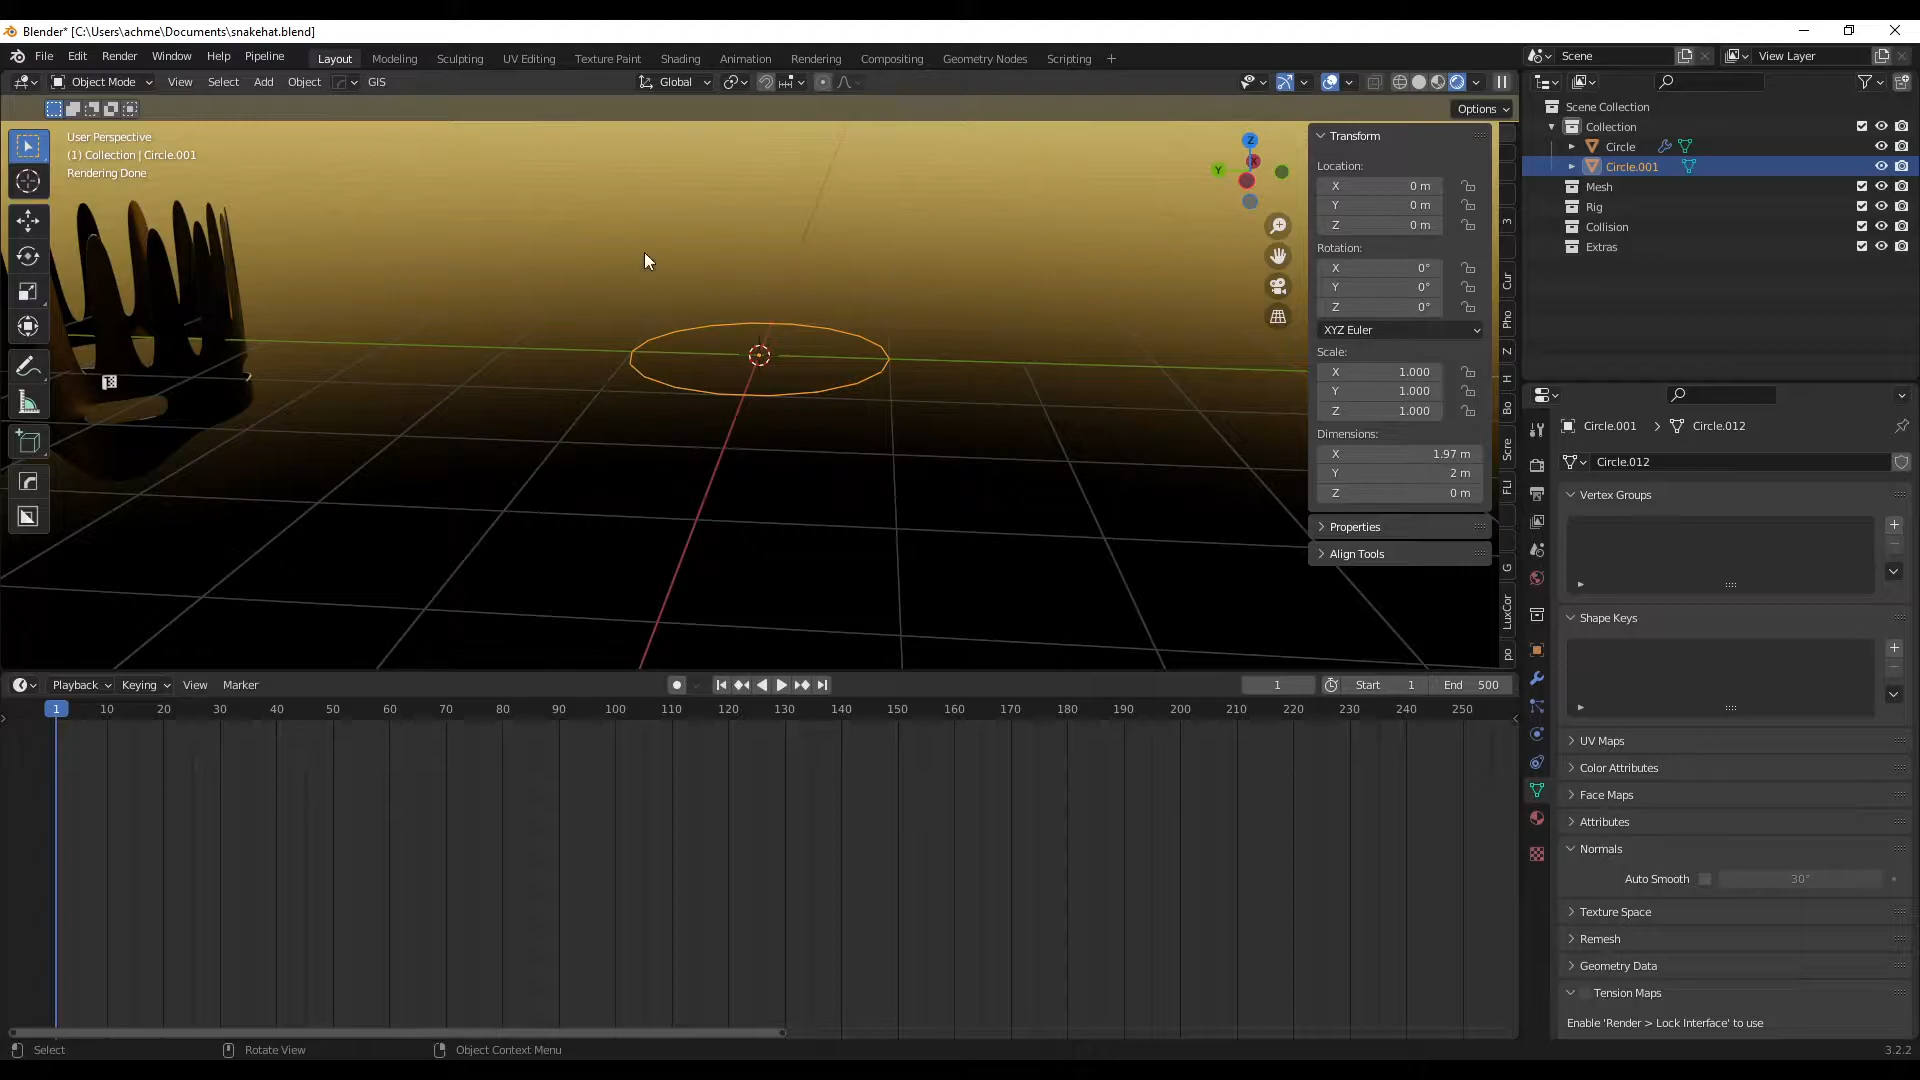 Blender* [C:\Users\achme\Documents\snakehat.blend]
File Edit Render Window Help Pipeline Layout Modeling Sculpting UV Editing Texture Paint Shading Animation Rendering Compositing Geometry Nodes Scripting + Scene View Layer
Object Mode View Select Add Object GIS Global
Options
User Perspective
(1) Collection | Circle.001
Rendering Done
Z
X
Y
Transform
Location:
X 0 m
Y 0 m
Z 0 m
Rotation:
X 0°
Y 0°
Z 0°
XYZ Euler
Scale:
X 1.000
Y 1.000
Z 1.000
Dimensions:
X 1.97 m
Y 2 m
Z 0 m
Properties
Align Tools
3
Cur
Pho
Z
H
Bo
Scre
FLI
G
LuxCor
po
Scene Collection
Collection
Circle
Circle.001
Mesh
Rig
Collision
Extras
Circle.001 > Circle.012
Circle.012
Vertex Groups
Shape Keys
UV Maps
Color Attributes
Face Maps
Attributes
Normals
Auto Smooth 30°
Texture Space
Remesh
Geometry Data
Tension Maps
Enable 'Render > Lock Interface' to use
Playback Keying View Marker 1 Start 1 End 500
1 10 20 30 40 50 60 70 80 90 100 110 120 130 140 150 160 170 180 190 200 210 220 230 240 250
Select Rotate View Object Context Menu 3.2.2